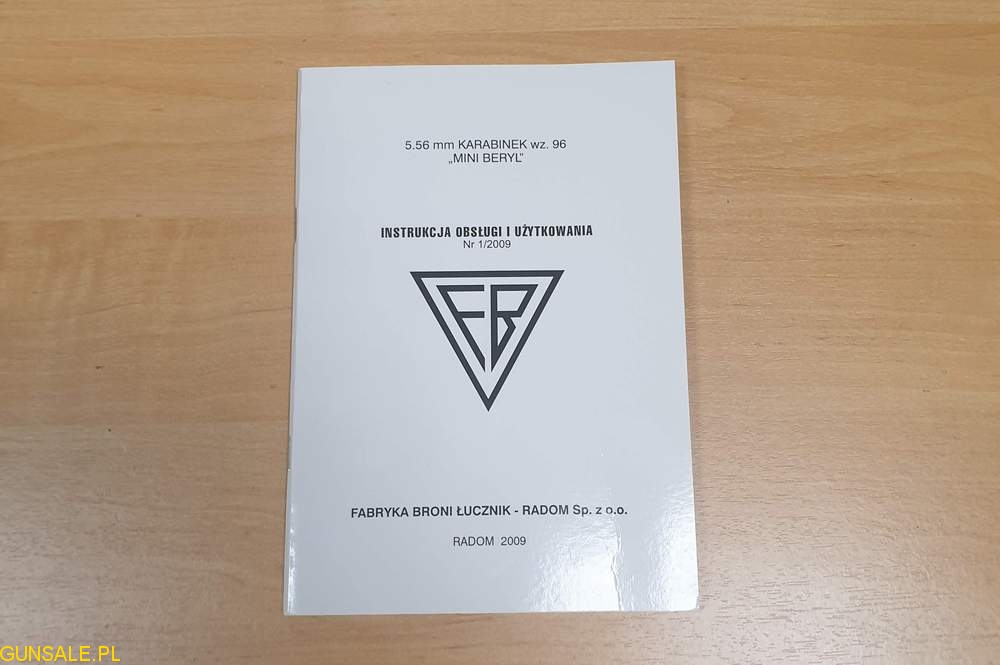 5.56 mm KARABINEK wz. 96
„MINI BERYL”
INSTRUKCJA OBSŁUGI I UŻYTKOWANIA
Nr 1/2009
FB
FABRYKA BRONI ŁUCZNIK - RADOM Sp. z o.o.
RADOM 2009
GUNSALE.PL